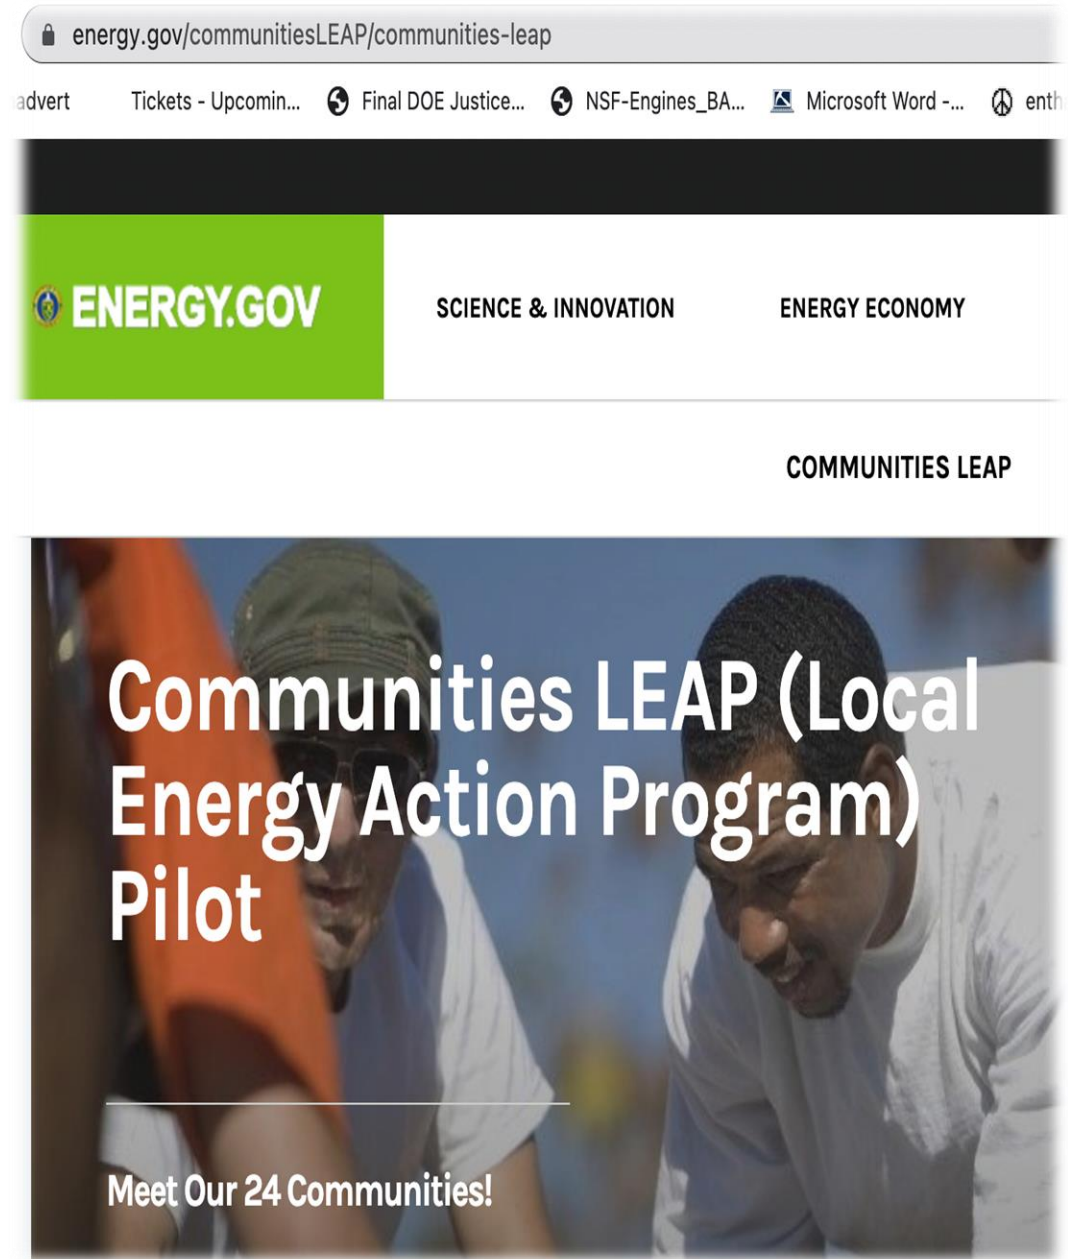 energy.gov/communitiesLEAP/communities-leap
advert Tickets - Upcomin... Final DOE Justice... NSF-Engines_BA... Microsoft Word -... enth
ENERGY.GOV SCIENCE & INNOVATION ENERGY ECONOMY
COMMUNITIES LEAP
Communities LEAP (Local
Energy Action Program)
Pilot
Meet Our 24 Communities!